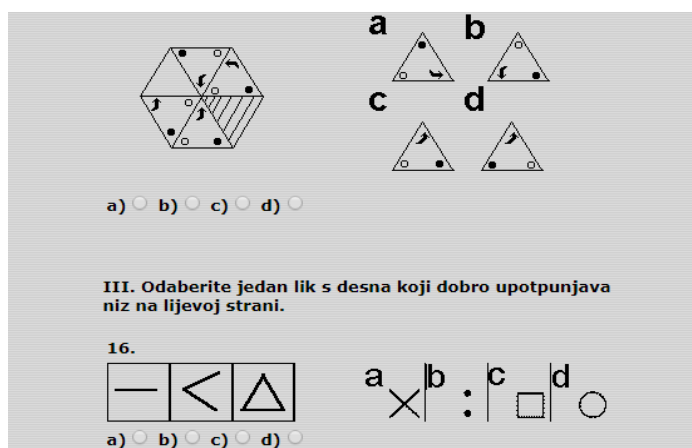 a b
c d
a) b) c) d)
III. Odaberite jedan lik s desna koji dobro upotpunjava
niz na lijevoj strani.
16.
a b c d
a) b) c) d)